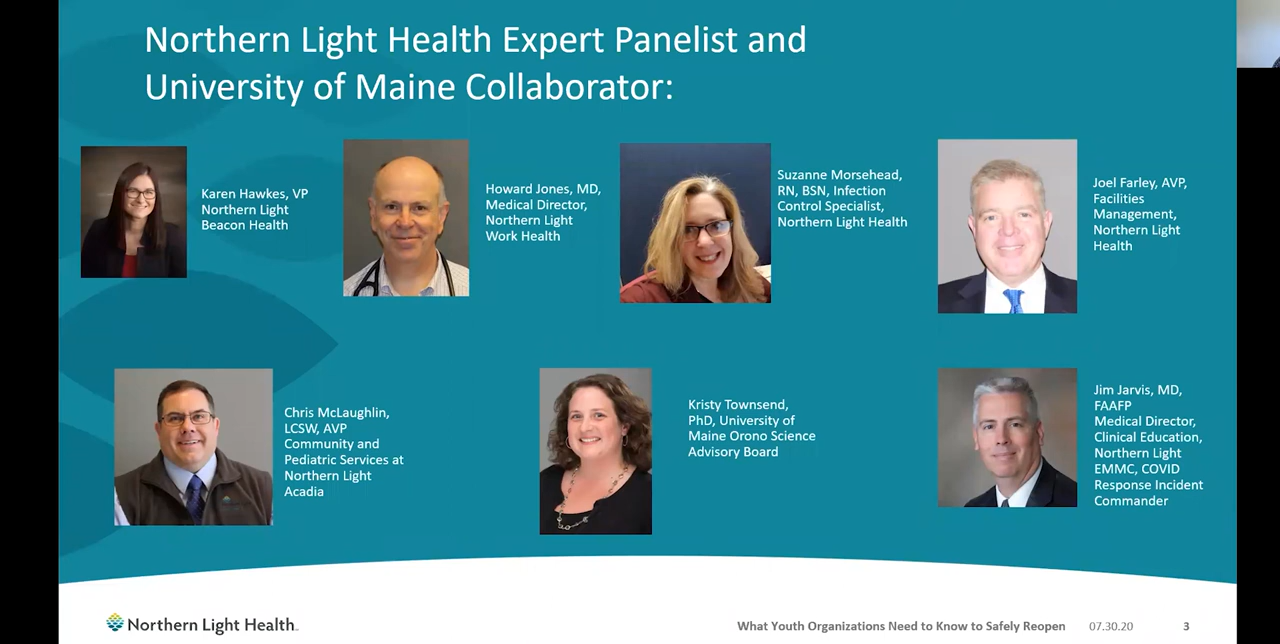 Northern Light Health Expert Panelist and
University of Maine Collaborator:
Karen Hawkes, VP
Northern Light
Beacon Health
Howard Jones, MD,
Medical Director,
Northern Light
Work Health
Suzanne Morsehead,
RN, BSN, Infection
Control Specialist,
Northern Light Health
Joel Farley, AVP,
Facilities
Management,
Northern Light
Health
Chris McLaughlin,
LCSW, AVP
Community and
Pediatric Services at
Northern Light
Acadia
Kristy Townsend,
PhD, University of
Maine Orono Science
Advisory Board
Jim Jarvis, MD,
FAAFP
Medical Director,
Clinical Education,
Northern Light
EMMC, COVID
Response Incident
Commander
Northern Light Health
What Youth Organizations Need to Know to Safely Reopen 07.30.20 3